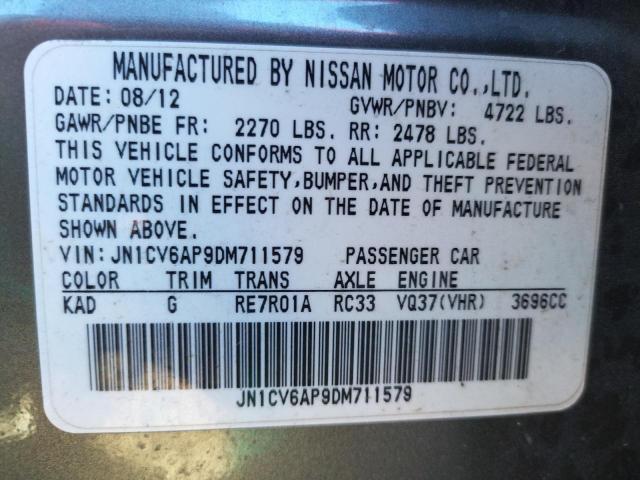 MANUFACTURED BY NISSAN MOTOR CO.,LTD.
DATE: 08/12 GVWR/PNBV: 4722 LBS.
GAWR/PNBE FR: 2270 LBS. RR: 2478 LBS.
THIS VEHICLE CONFORMS TO ALL APPLICABLE FEDERAL
MOTOR VEHICLE SAFETY,BUMPER,AND THEFT PREVENTION
STANDARDS IN EFFECT ON THE DATE OF MANUFACTURE
SHOWN ABOVE.
VIN: JN1CV6AP9DM711579 PASSENGER CAR
COLOR TRIM TRANS AXLE ENGINE
KAD G RE7R01A RC33 VQ37(VHR) 3696CC
JN1CV6AP9DM711579